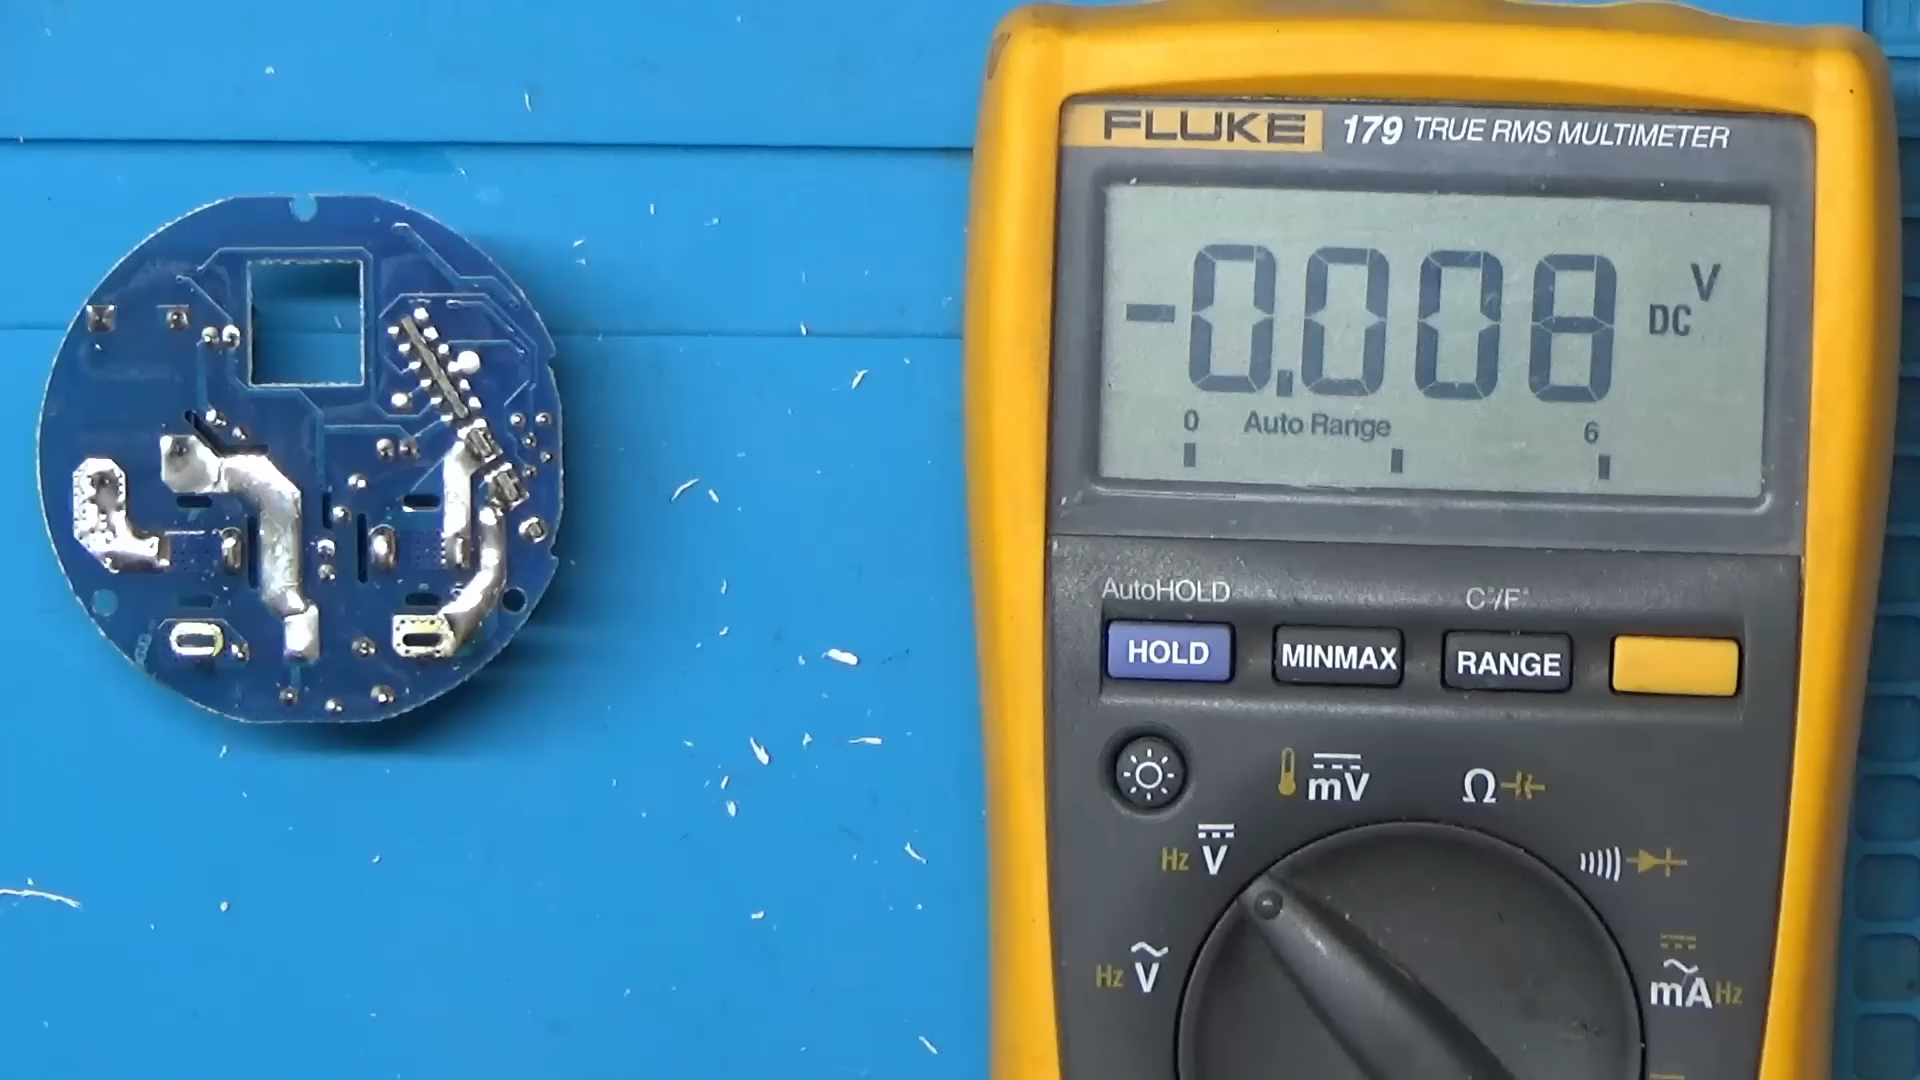 FLUKE 179 TRUE RMS MULTIMETER
-0.008 DC V
0 Auto Range 6
AutoHOLD C°/F°
HOLD MINMAX RANGE
mV Ω
Hz V
Hz V
mA Hz